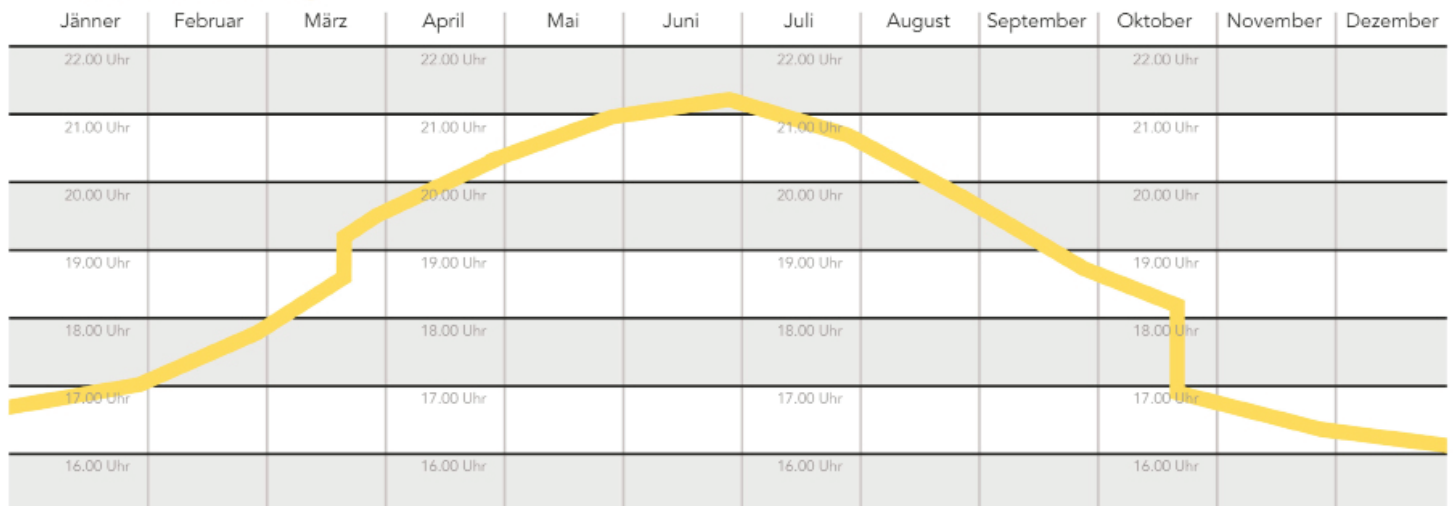 Jänner Februar März April Mai Juni Juli August September Oktober November Dezember
22.00 Uhr 22.00 Uhr 22.00 Uhr 22.00 Uhr
21.00 Uhr 21.00 Uhr 21.00 Uhr 21.00 Uhr
20.00 Uhr 20.00 Uhr 20.00 Uhr 20.00 Uhr
19.00 Uhr 19.00 Uhr 19.00 Uhr 19.00 Uhr
18.00 Uhr 18.00 Uhr 18.00 Uhr 18.00 Uhr
17.00 Uhr 17.00 Uhr 17.00 Uhr 17.00 Uhr
16.00 Uhr 16.00 Uhr 16.00 Uhr 16.00 Uhr